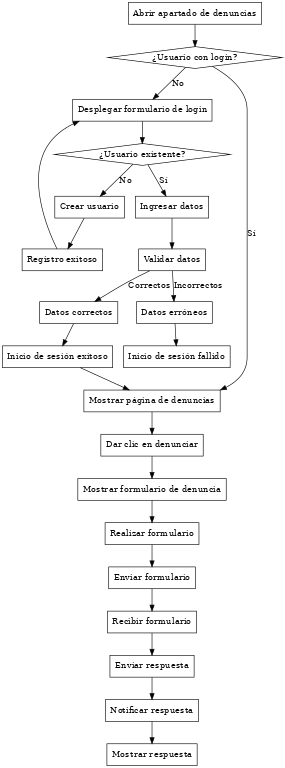 Abrir apartado de denuncias
¿Usuario con login?
No
Desplegar formulario de login
¿Usuario existente?
No
Si
Crear usuario
Ingresar datos
Si
Registro exitoso
Validar datos
Correctos
Incorrectos
Datos correctos
Datos erróneos
Inicio de sesión exitoso
Inicio de sesión fallido
Mostrar página de denuncias
Dar clic en denunciar
Mostrar formulario de denuncia
Realizar formulario
Enviar formulario
Recibir formulario
Enviar respuesta
Notificar respuesta
Mostrar respuesta